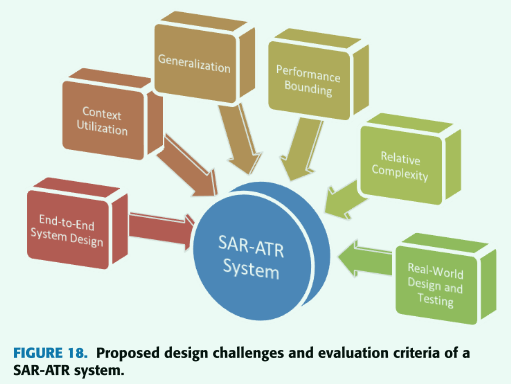 Generalization
Performance
Bounding
Context
Utilization
Relative
Complexity
End-to-End
System Design
SAR-ATR
System
Real-World
Design and
Testing
FIGURE 18. Proposed design challenges and evaluation criteria of a
SAR-ATR system.